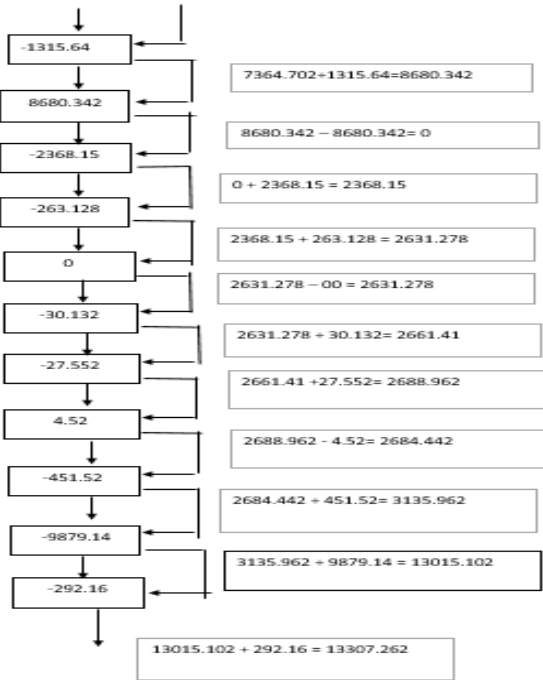 -1315.64
7364.702+1315.64=8680.342
8680.342
8680.342 – 8680.342= 0
-2368.15
0 + 2368.15 = 2368.15
-263.128
2368.15 + 263.128 = 2631.278
0
2631.278 – 00 = 2631.278
-30.132
2631.278 + 30.132= 2661.41
-27.552
2661.41 +27.552= 2688.962
4.52
2688.962 - 4.52= 2684.442
-451.52
2684.442 + 451.52= 3135.962
-9879.14
3135.962 + 9879.14 = 13015.102
-292.16
13015.102 + 292.16 = 13307.262